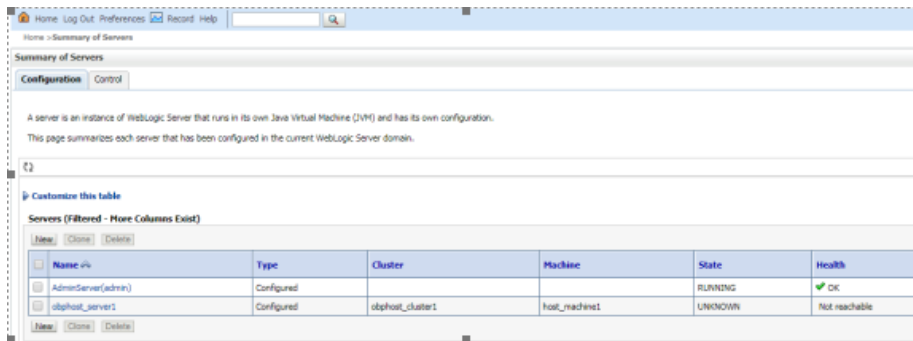 Home Log Out Preferences Record Help
Home >Summary of Servers
Summary of Servers
Configuration Control
A server is an instance of WebLogic Server that runs in its own Java Virtual Machine (JVM) and has its own configuration.
This page summarizes each server that has been configured in the current WebLogic Server domain.
Customize this table
Servers (Filtered - More Columns Exist)
New Clone Delete
Name Type Cluster Machine State Health
AdminServer(admin) Configured RUNNING OK
obphost_server1 Configured obphost_cluster1 host_machine1 UNKNOWN Not reachable
New Clone Delete